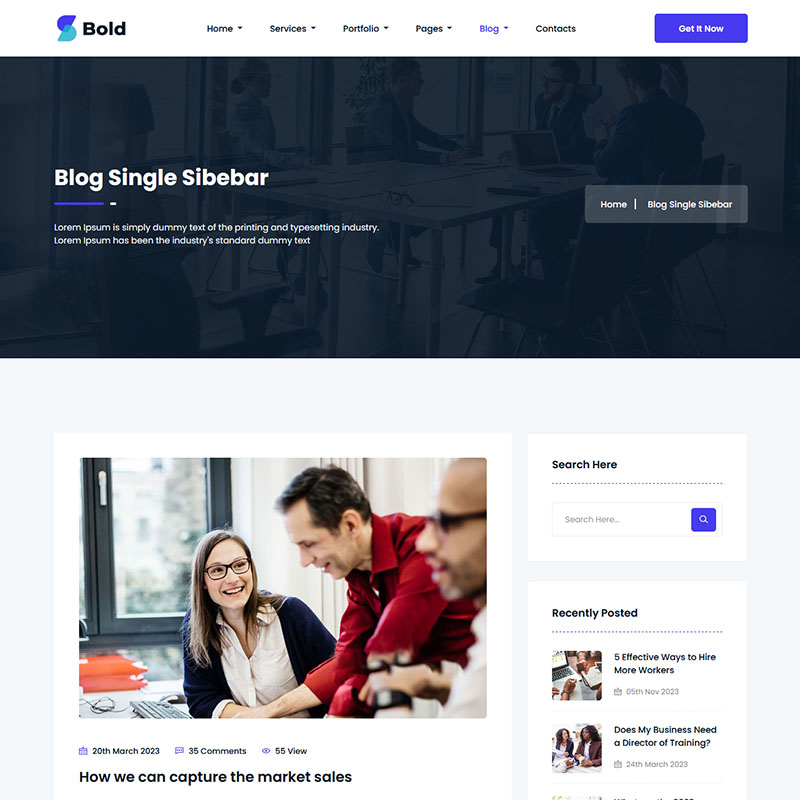 Bold
Home
Services
Portfolio
Pages
Blog
Contacts
Get It Now
Blog Single Sibebar
Lorem Ipsum is simply dummy text of the printing and typesetting industry.
Lorem Ipsum has been the industry's standard dummy text
Home | Blog Single Sibebar
20th March 2023
35 Comments
55 View
How we can capture the market sales
Search Here
Search Here...
Recently Posted
5 Effective Ways to Hire
More Workers
05th Nov 2023
Does My Business Need
a Director of Training?
24th March 2023